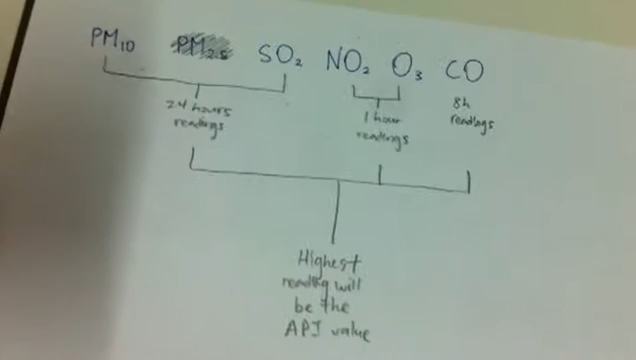 PM10 PM2.5 SO2 NO2 O3 CO
24 hours
readings
1 hour
readings
8h
readings
Highest
reading will
be the
API value